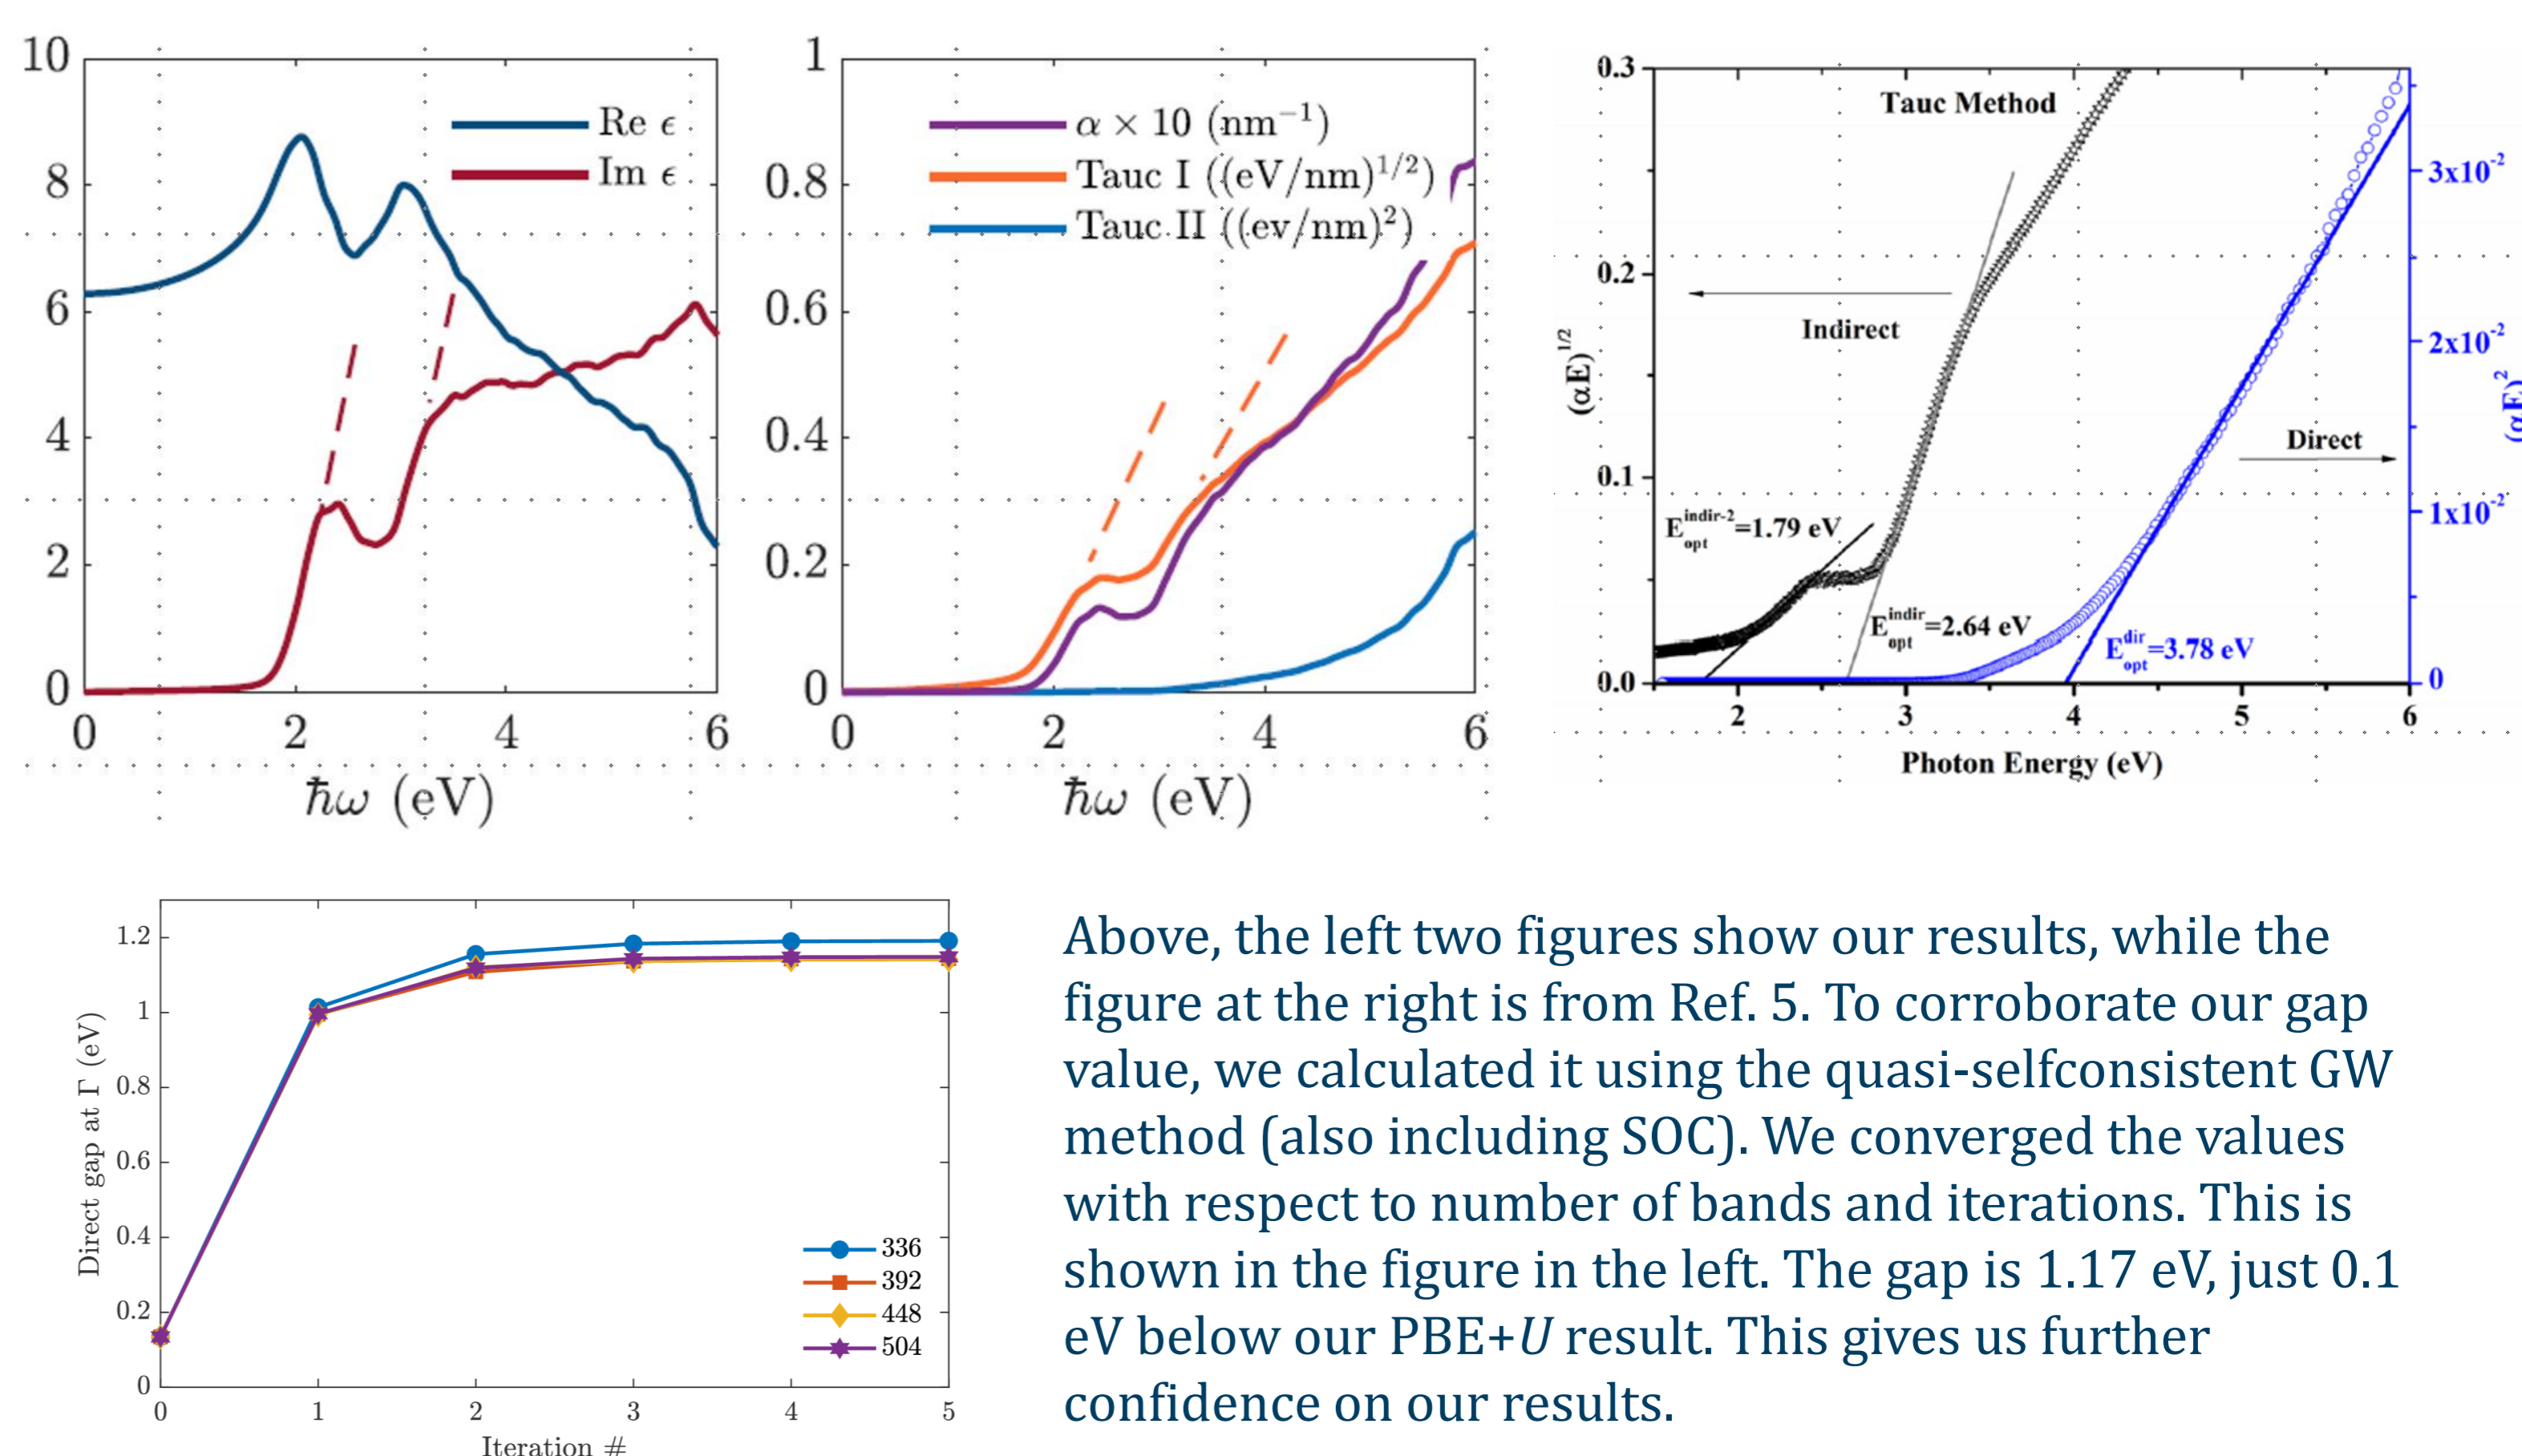 10
8
6
4
2
0
0 2 4 6
ħω (eV)
Re ϵ
Im ϵ
1
0.8
0.6
0.4
0.2
0
0 2 4 6
ħω (eV)
α × 10 (nm⁻¹)
Tauc I ((eV/nm)^1/2)
Tauc II ((ev/nm)^2)
0.3
0.2
0.1
0.0
(αE)^1/2
Tauc Method
Indirect
Direct
E_opt^indir-2=1.79 eV
E_opt^indir=2.64 eV
E_opt^dir=3.78 eV
3x10⁻²
2x10⁻²
1x10⁻²
0
(αE)²
2 3 4 5 6
Photon Energy (eV)
1.2
1
0.8
0.6
0.4
0.2
0
Direct gap at Γ (eV)
336
392
448
504
0 1 2 3 4 5
Iteration #
Above, the left two figures show our results, while the
figure at the right is from Ref. 5. To corroborate our gap
value, we calculated it using the quasi-selfconsistent GW
method (also including SOC). We converged the values
with respect to number of bands and iterations. This is
shown in the figure in the left. The gap is 1.17 eV, just 0.1
eV below our PBE+U result. This gives us further
confidence on our results.